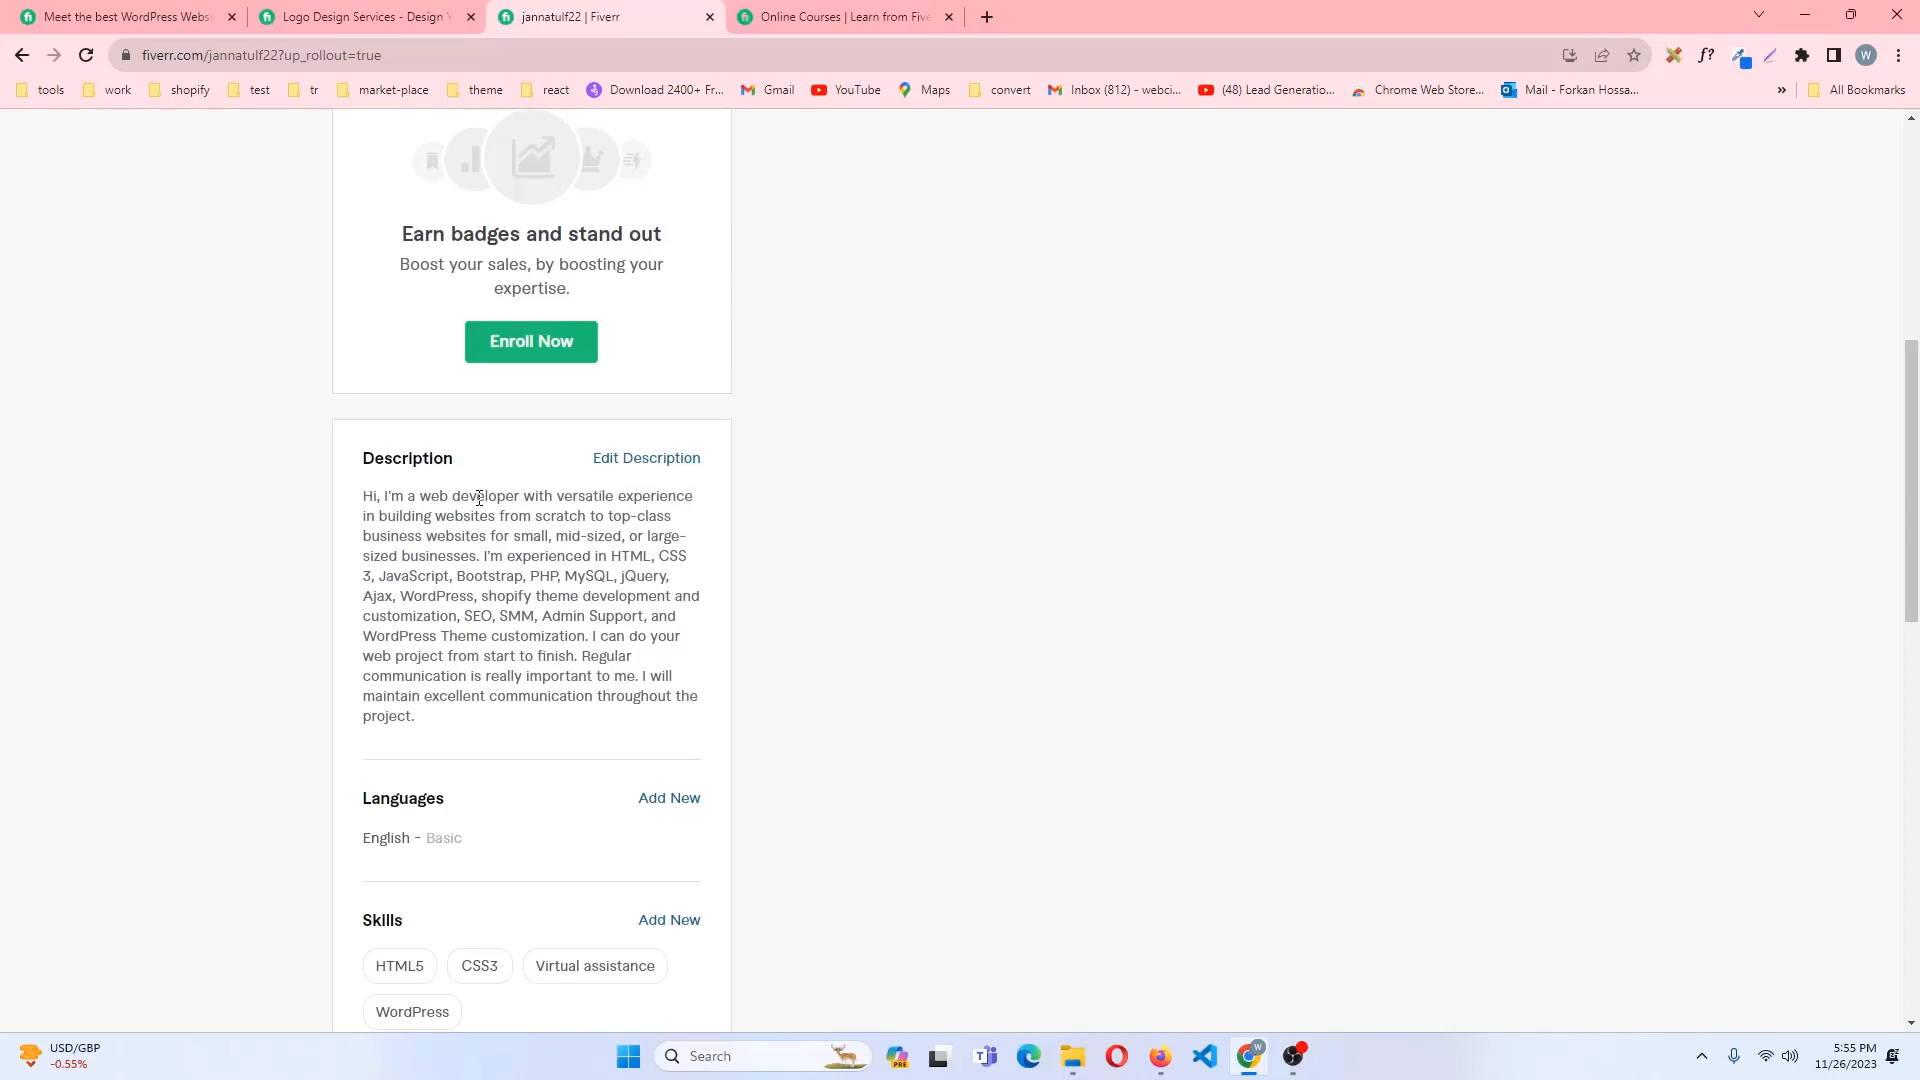 Meet the best WordPress Websi
Logo Design Services - Design Y
jannatulf22 | Fiverr
Online Courses | Learn from Five
fiverr.com/jannatulf22?up_rollout=true
f?
W
tools
work
shopify
test
tr
market-place
theme
react
Download 2400+ Fr...
Gmail
YouTube
Maps
convert
Inbox (812) - webci...
(48) Lead Generatio...
Chrome Web Store...
Mail - Forkan Hossa...
»
All Bookmarks
Earn badges and stand out
Boost your sales, by boosting your
expertise.
Enroll Now
Description
Edit Description
Hi, I'm a web developer with versatile experience
in building websites from scratch to top-class
business websites for small, mid-sized, or large-
sized businesses. I'm experienced in HTML, CSS
3, JavaScript, Bootstrap, PHP, MySQL, jQuery,
Ajax, WordPress, shopify theme development and
customization, SEO, SMM, Admin Support, and
WordPress Theme customization. I can do your
web project from start to finish. Regular
communication is really important to me. I will
maintain excellent communication throughout the
project.
Languages
Add New
English - Basic
Skills
Add New
HTML5
CSS3
Virtual assistance
WordPress
USD/GBP
-0.55%
Search
PRE
W
5:55 PM
11/26/2023